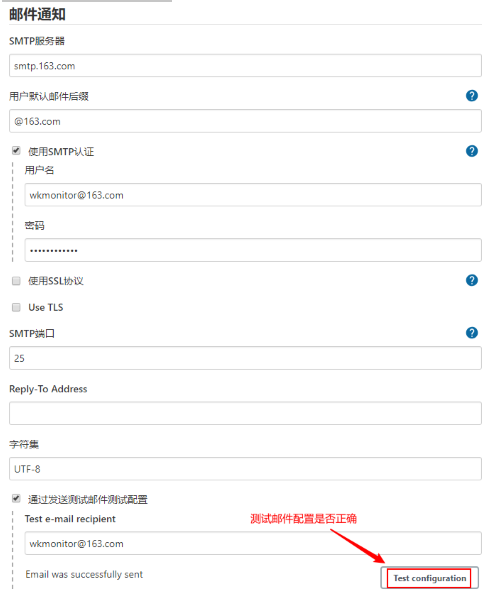 邮件通知
SMTP服务器
smtp.163.com
用户默认邮件后缀
@163.com
使用SMTP认证
用户名
wkmonitor@163.com
密码
••••••••••••
使用SSL协议
Use TLS
SMTP端口
25
Reply-To Address
字符集
UTF-8
通过发送测试邮件测试配置
Test e-mail recipient
测试邮件配置是否正确
wkmonitor@163.com
Email was successfully sent
Test configuration